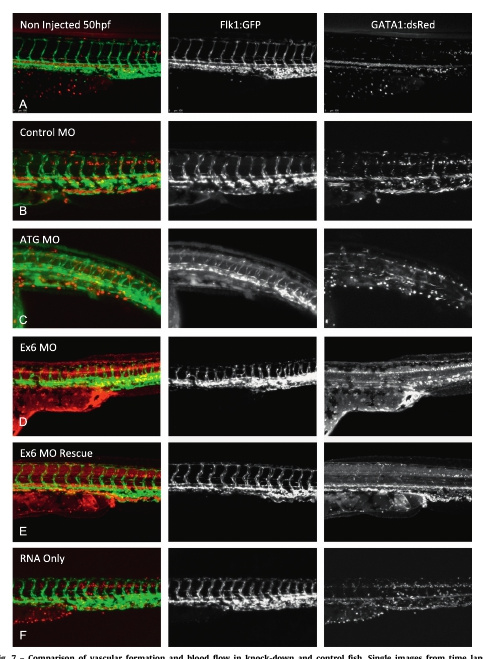 Non Injected 50hpf
Flk1:GFP
GATA1:dsRed
A
Control MO
B
ATG MO
C
Ex6 MO
D
Ex6 MO Rescue
E
RNA Only
F
7 – Comparison of vascular formation and blood flow in knock-down and control fish. Single images from time